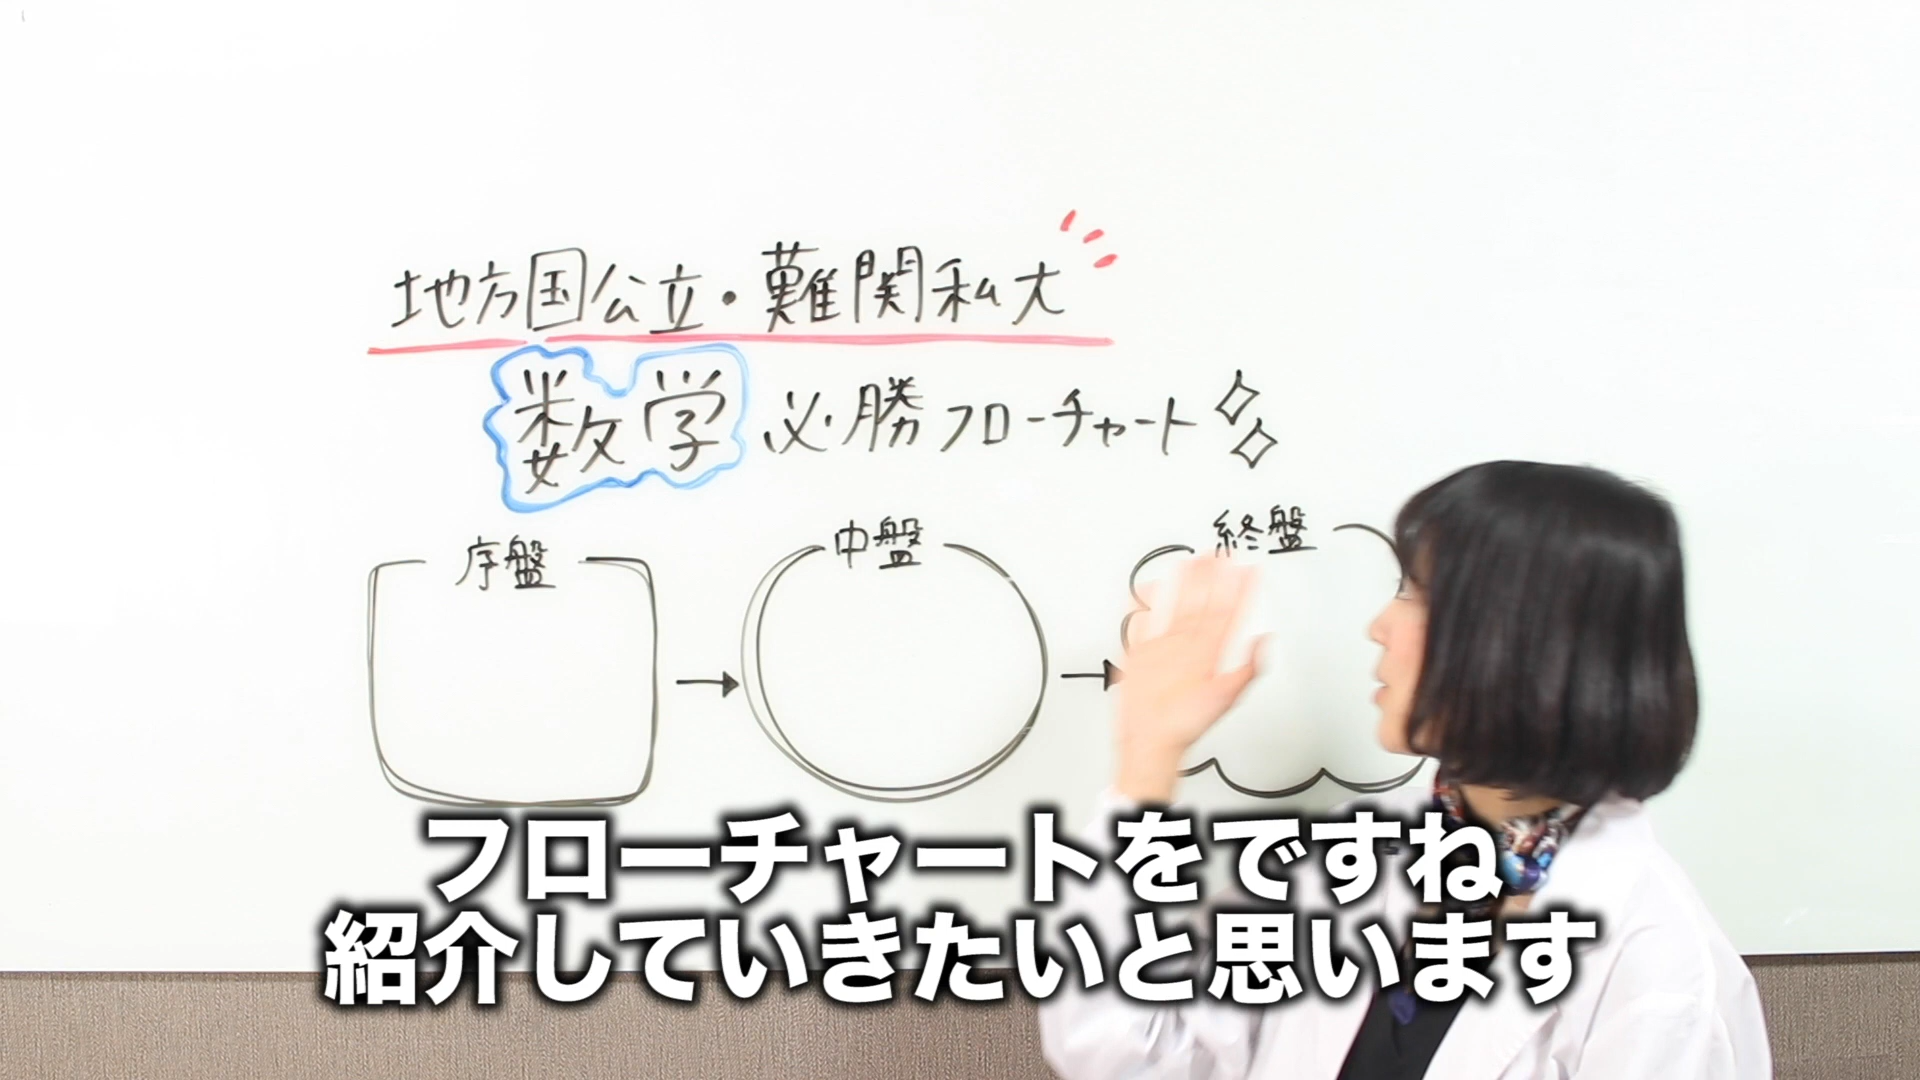 地方国公立・難関私大
数学必勝フローチャート
序盤
中盤
終盤
フローチャートをですね
紹介していきたいと思います